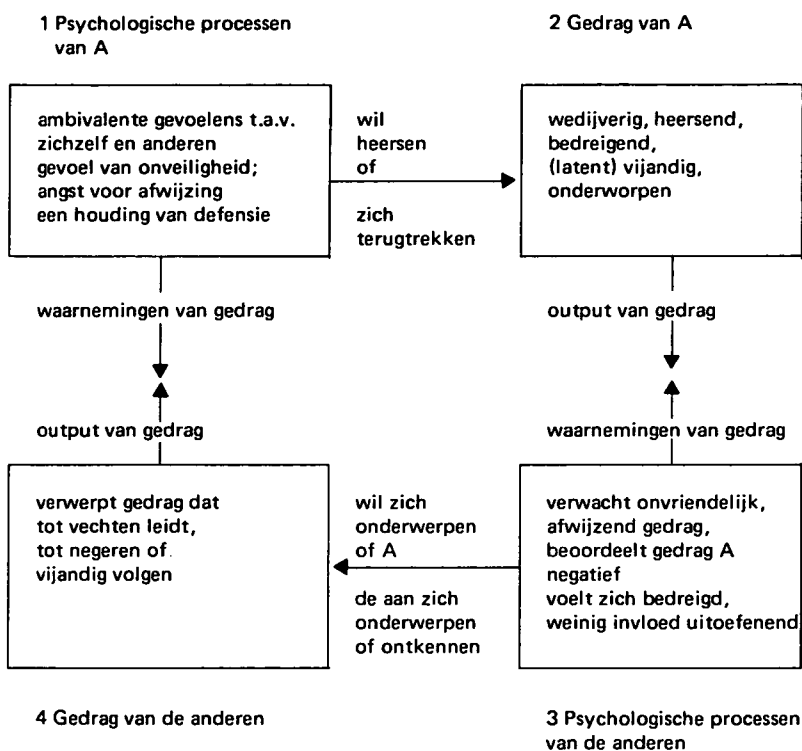 1 Psychologische processen
van A
2 Gedrag van A
ambivalente gevoelens t.a.v.
zichzelf en anderen
gevoel van onveiligheid;
angst voor afwijzing
een houding van defensie
wil
heersen
of
zich
terugtrekken
wedijverig, heersend,
bedreigend,
(latent) vijandig,
onderworpen
waarnemingen van gedrag
output van gedrag
output van gedrag
waarnemingen van gedrag
verwerpt gedrag dat
tot vechten leidt,
tot negeren of
vijandig volgen
wil zich
onderwerpen
of A
de aan zich
onderwerpen
of ontkennen
verwacht onvriendelijk,
afwijzend gedrag,
beoordeelt gedrag A
negatief
voelt zich bedreigd,
weinig invloed uitoefenend
4 Gedrag van de anderen
3 Psychologische processen
van de anderen